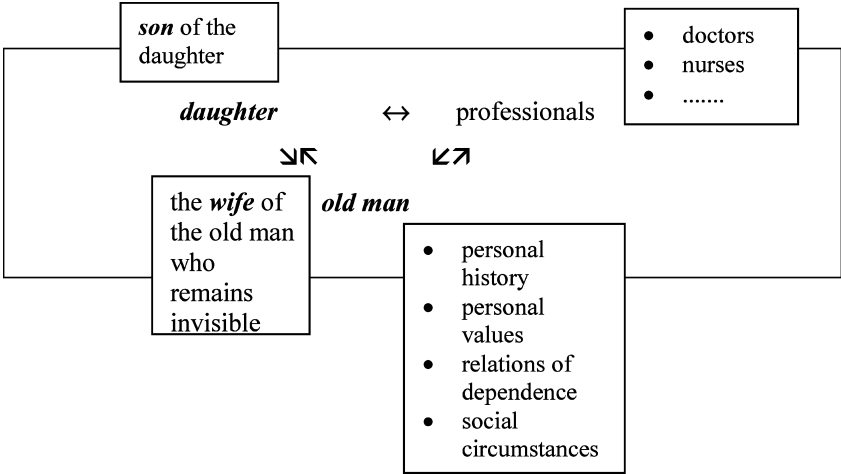 son of the
daughter
• doctors
• nurses
• .......
daughter ↔ professionals
the wife of
the old man
who
remains
invisible
old man
• personal
history
• personal
values
• relations of
dependence
• social
circumstances